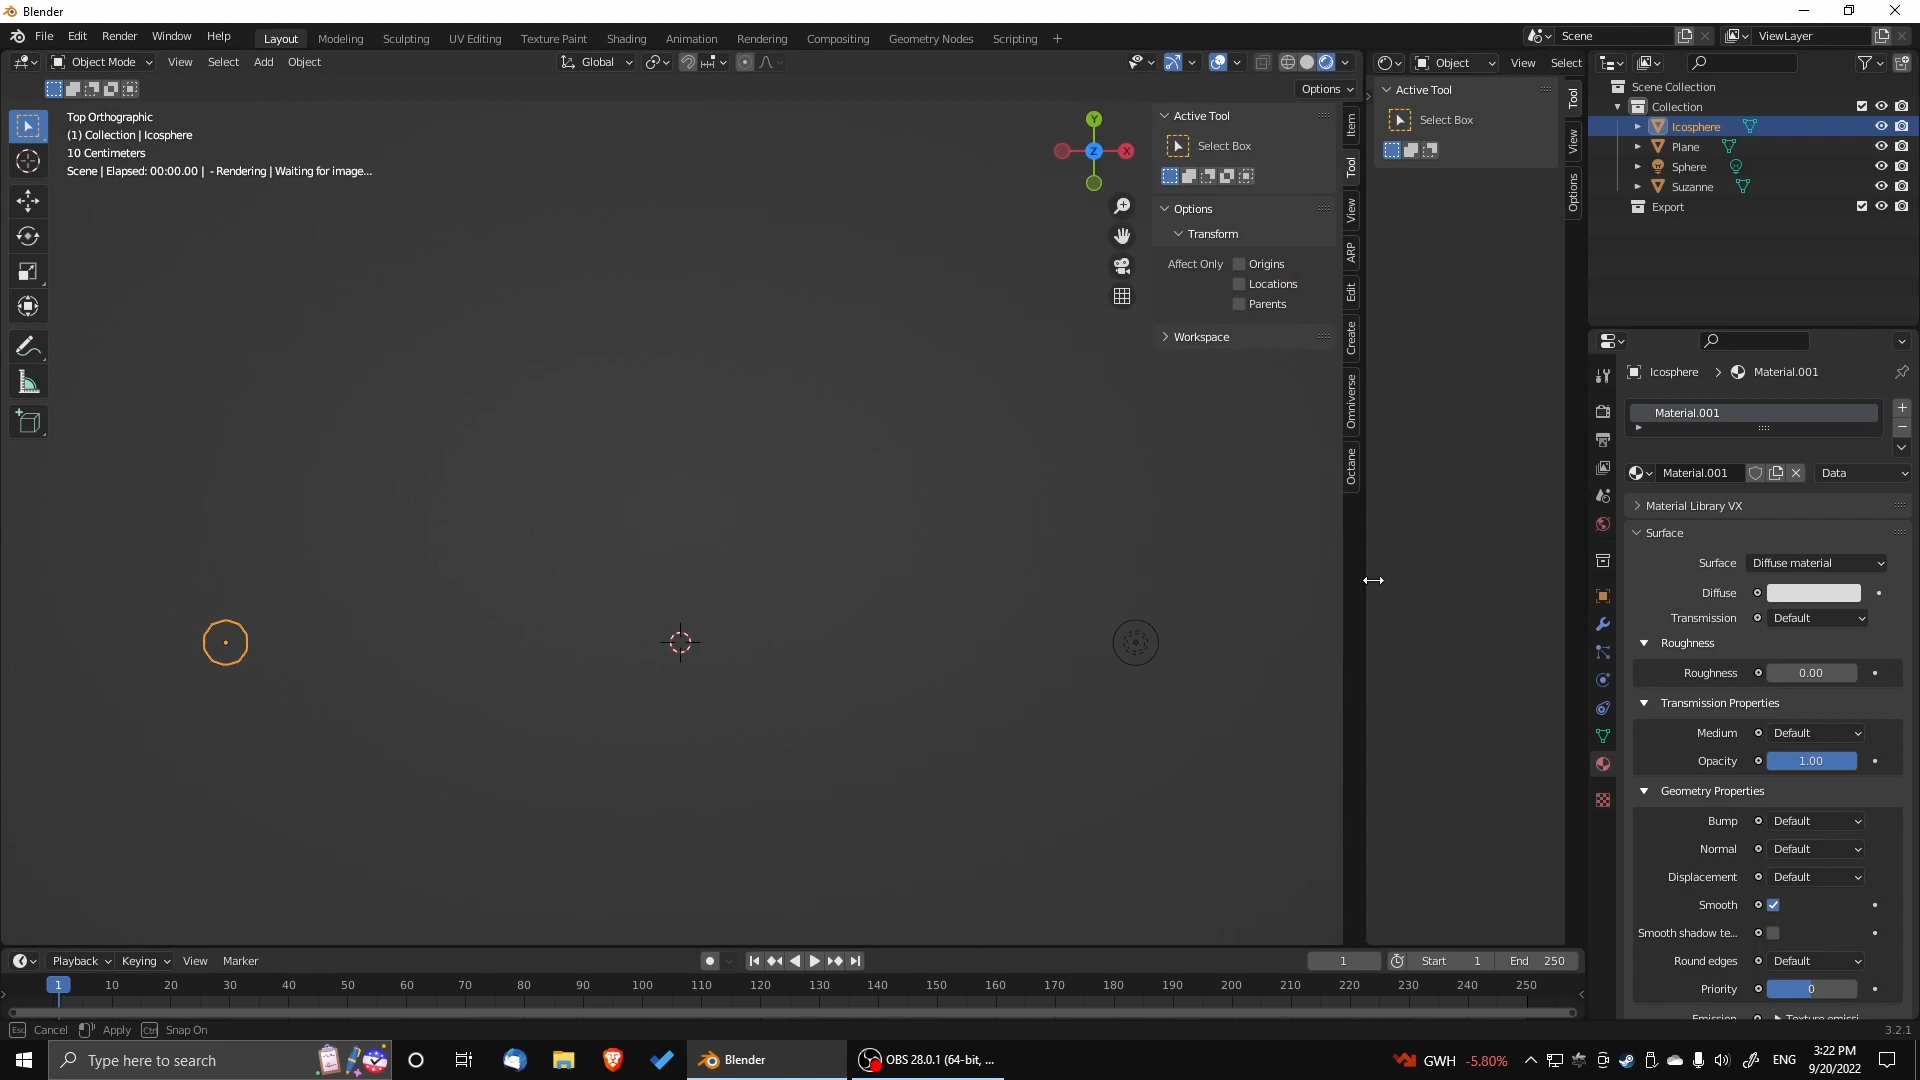 Blender
File Edit Render Window Help Layout Modeling Sculpting UV Editing Texture Paint Shading Animation Rendering Compositing Geometry Nodes Scripting + Scene ViewLayer
Object Mode View Select Add Object Global Object View Select
Options
Top Orthographic
(1) Collection | Icosphere
10 Centimeters
Scene | Elapsed: 00:00.00 | - Rendering | Waiting for image...
Y
X
Z
Active Tool
Select Box
Options
Transform
Affect Only Origins
Locations
Parents
Workspace
Item
Tool
View
ARP
Edit
Create
Omniverse
Octane
Active Tool
Select Box
Tool
View
Options
Scene Collection
Collection
Icosphere
Plane
Sphere
Suzanne
Export
Icosphere > Material.001
Material.001
Material.001 Data
Material Library VX
Surface
Surface Diffuse material
Diffuse
Transmission Default
Roughness
Roughness 0.00
Transmission Properties
Medium Default
Opacity 1.00
Geometry Properties
Bump Default
Normal Default
Displacement Default
Smooth
Smooth shadow te...
Round edges Default
Priority 0
Playback Keying View Marker 1 Start 1 End 250
1 10 20 30 40 50 60 70 80 90 100 110 120 130 140 150 160 170 180 190 200 210 220 230 240 250
Esc Cancel Apply Ctrl Snap On 3.2.1
Type here to search Blender OBS 28.0.1 (64-bit, ... GWH -5.80% ENG 3:22 PM
9/20/2022